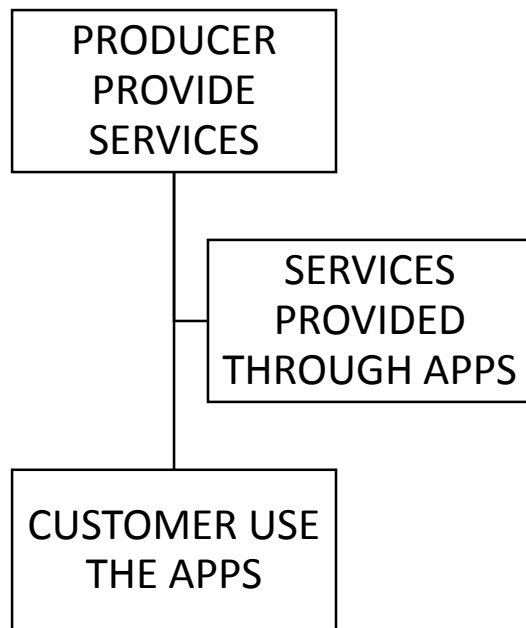 PRODUCER
PROVIDE
SERVICES
SERVICES
PROVIDED
THROUGH APPS
CUSTOMER USE
THE APPS